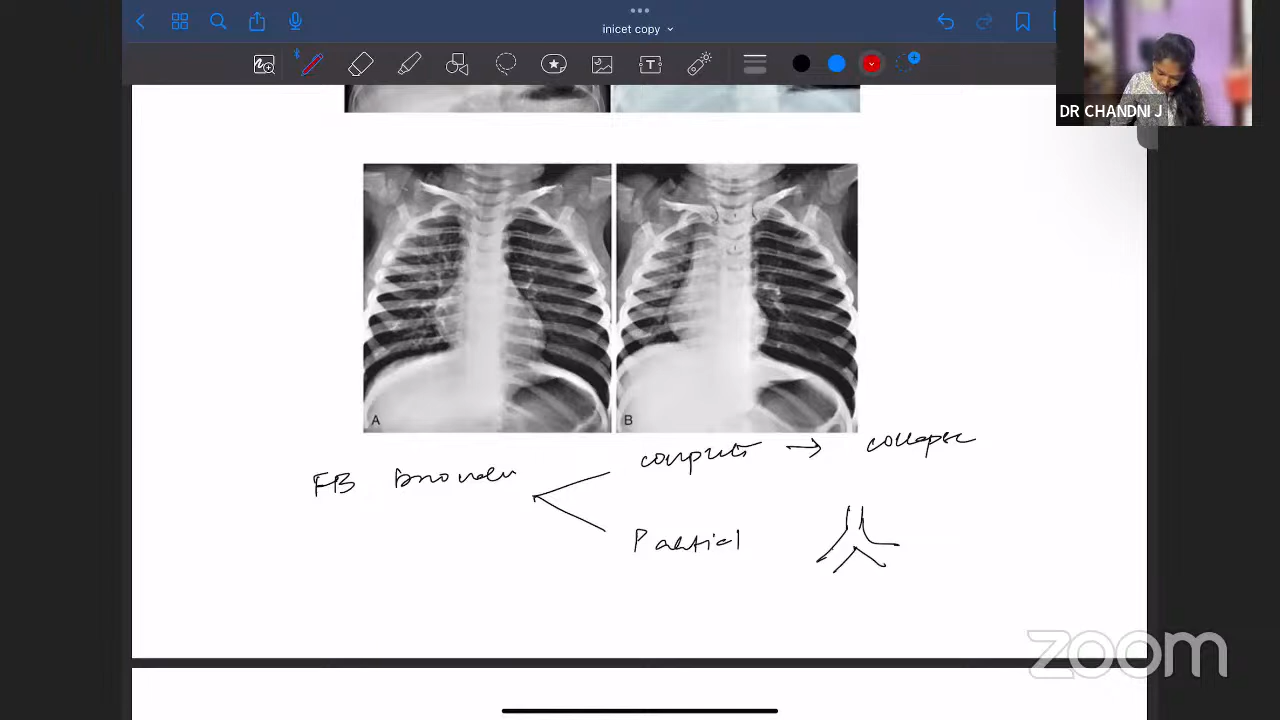 inicet copy
DR CHANDNI J
A
B
complete → collapse
FB
Partial
zoom